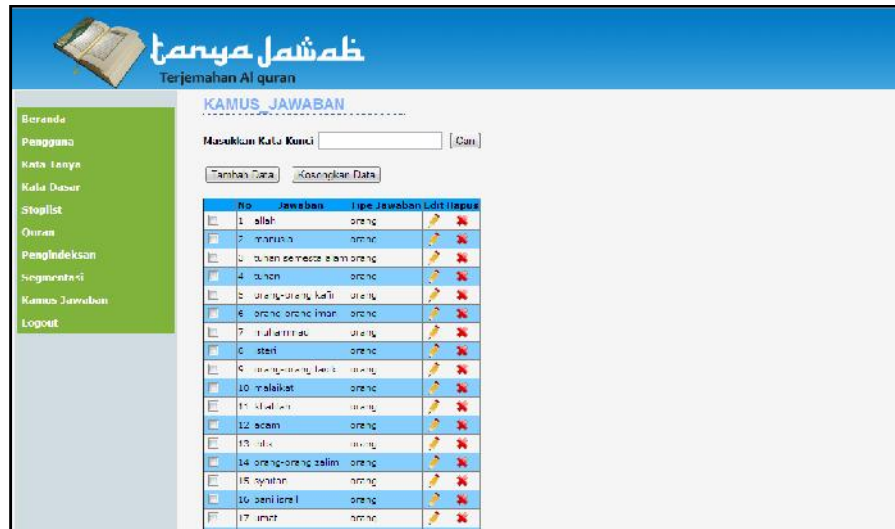 tanya Jawab
Terjemahan Al quran
Beranda
Pengguna
Kata Tanya
Kata Dasar
Stoplist
Quran
Pengindeksan
Segmentasi
Kamus Jawaban
Logout
KAMUS_JAWABAN
Masukkan Kata Kunci Cari
Tambah Data Kosongkan Data
No Jawaban Tipe Jawaban Edit Hapus
1 allah orang
2 manusia orang
3 tuhan semesta alam orang
4 tuhan orang
5 orang-orang kafir orang
6 orang-orang iman orang
7 muhammad orang
8 isteri orang
9 orang-orang orang
10 malaikat orang
11 khalifah orang
12 adam orang
13 iblis orang
14 orang-orang zalim orang
15 syaitan orang
16 bani israil orang
17 umat orang